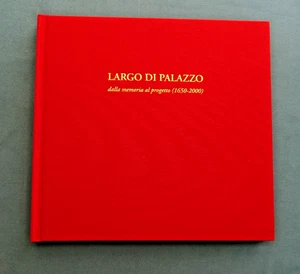 LARGO DI PALAZZO
dalla memoria al progetto (1650-2000)